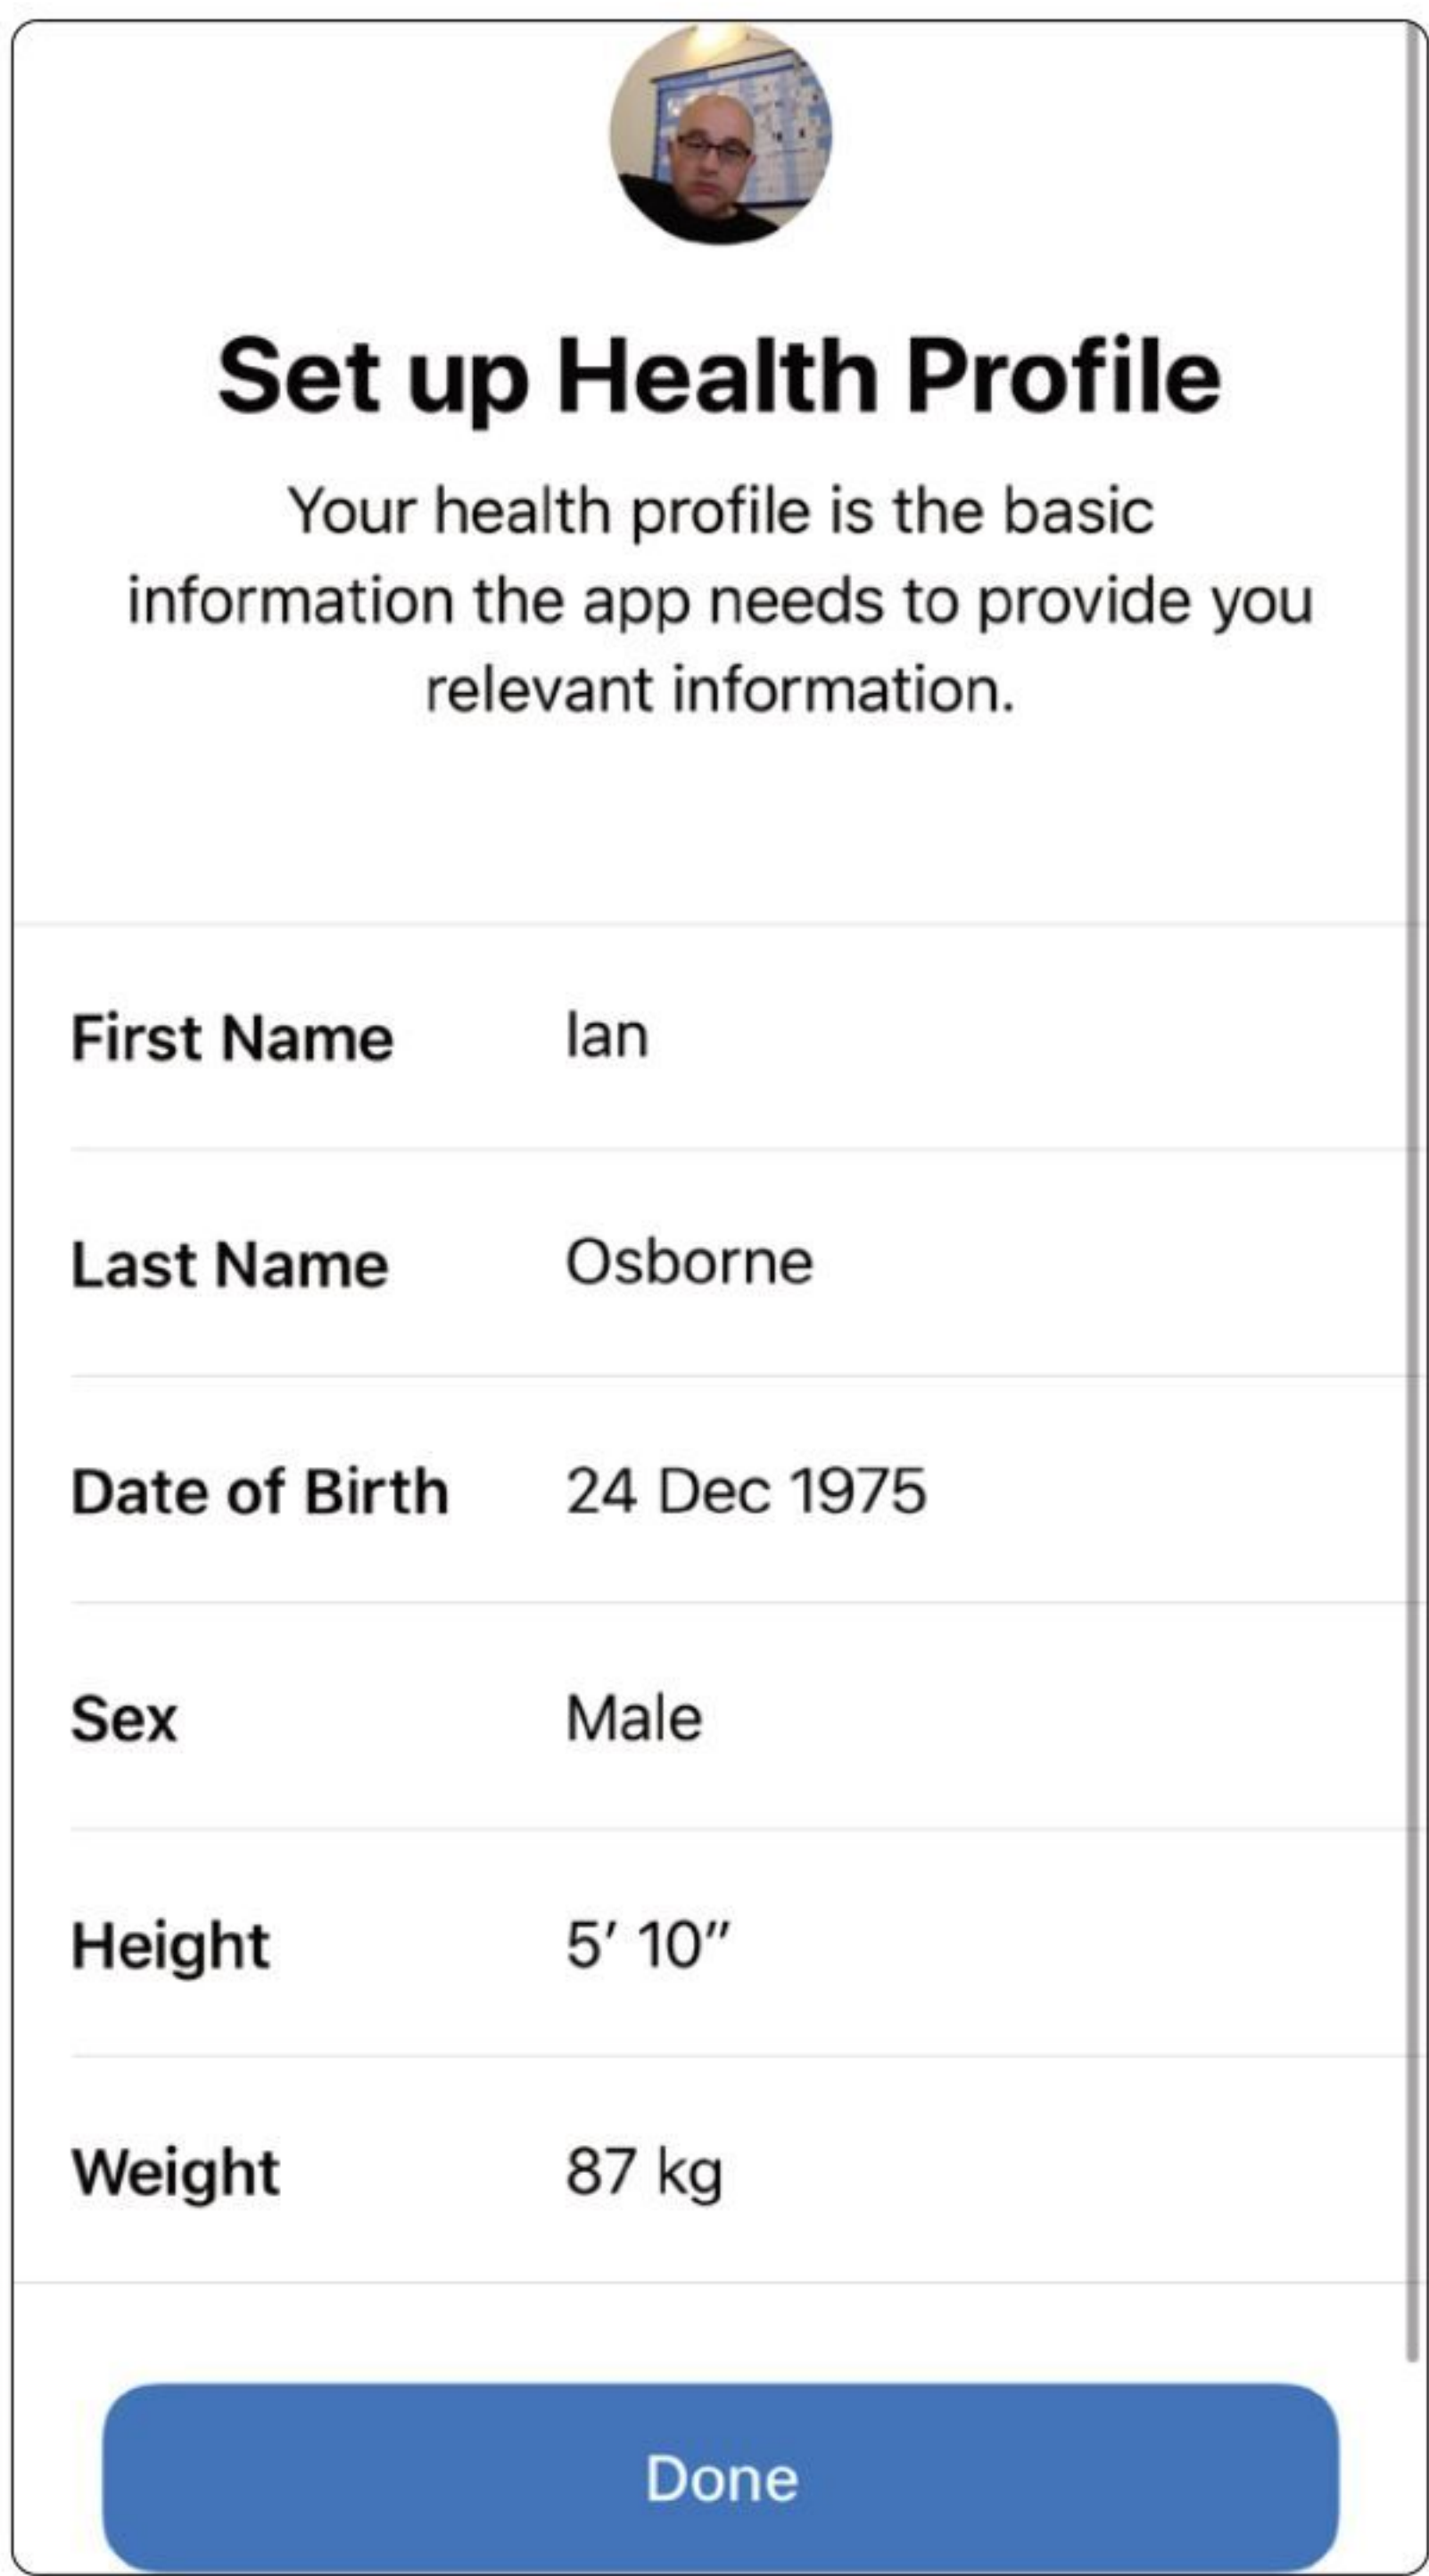 Set up Health Profile
Your health profile is the basic
information the app needs to provide you
relevant information.
First Name Ian
Last Name Osborne
Date of Birth 24 Dec 1975
Sex Male
Height 5′ 10″
Weight 87 kg
Done